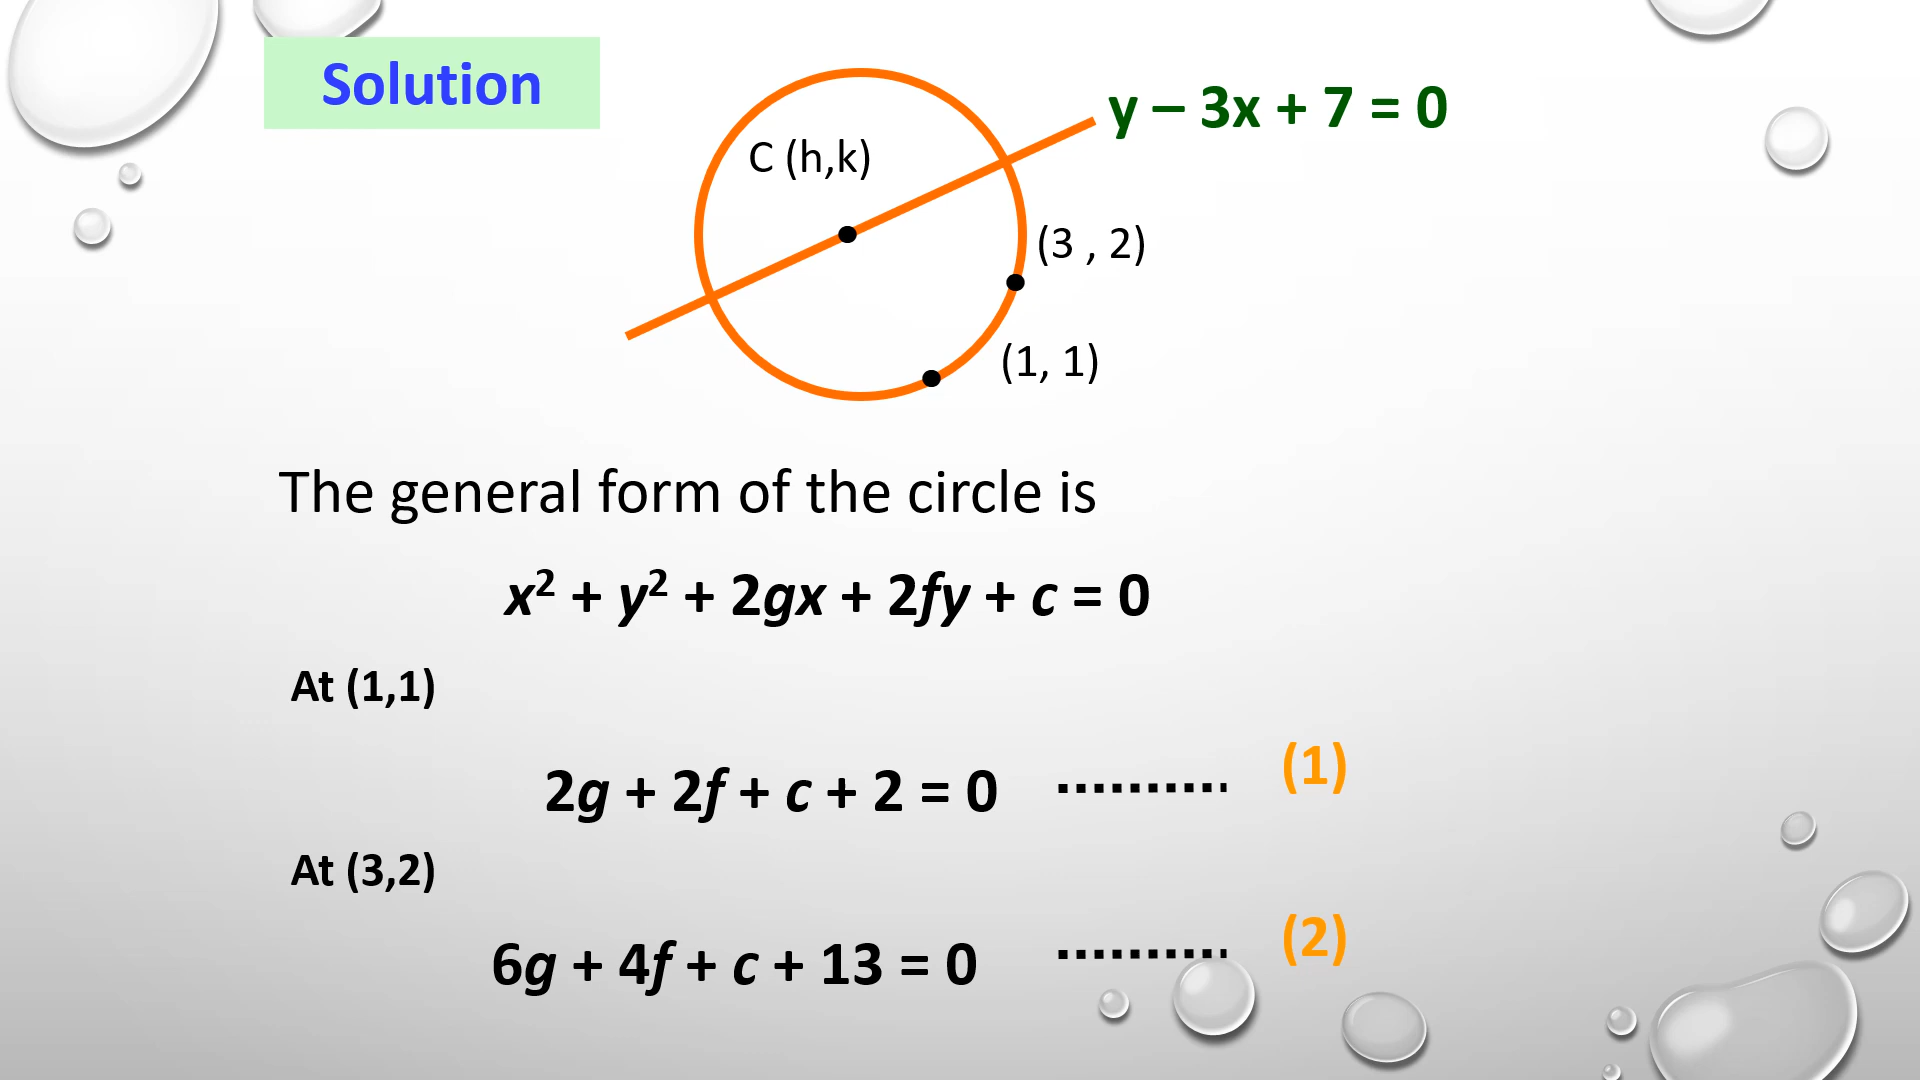 Solution
y – 3x + 7 = 0
C (h,k)
(3 , 2)
(1, 1)
The general form of the circle is
x² + y² + 2gx + 2fy + c = 0
At (1,1)
2g + 2f + c + 2 = 0 .......... (1)
At (3,2)
6g + 4f + c + 13 = 0 .......... (2)